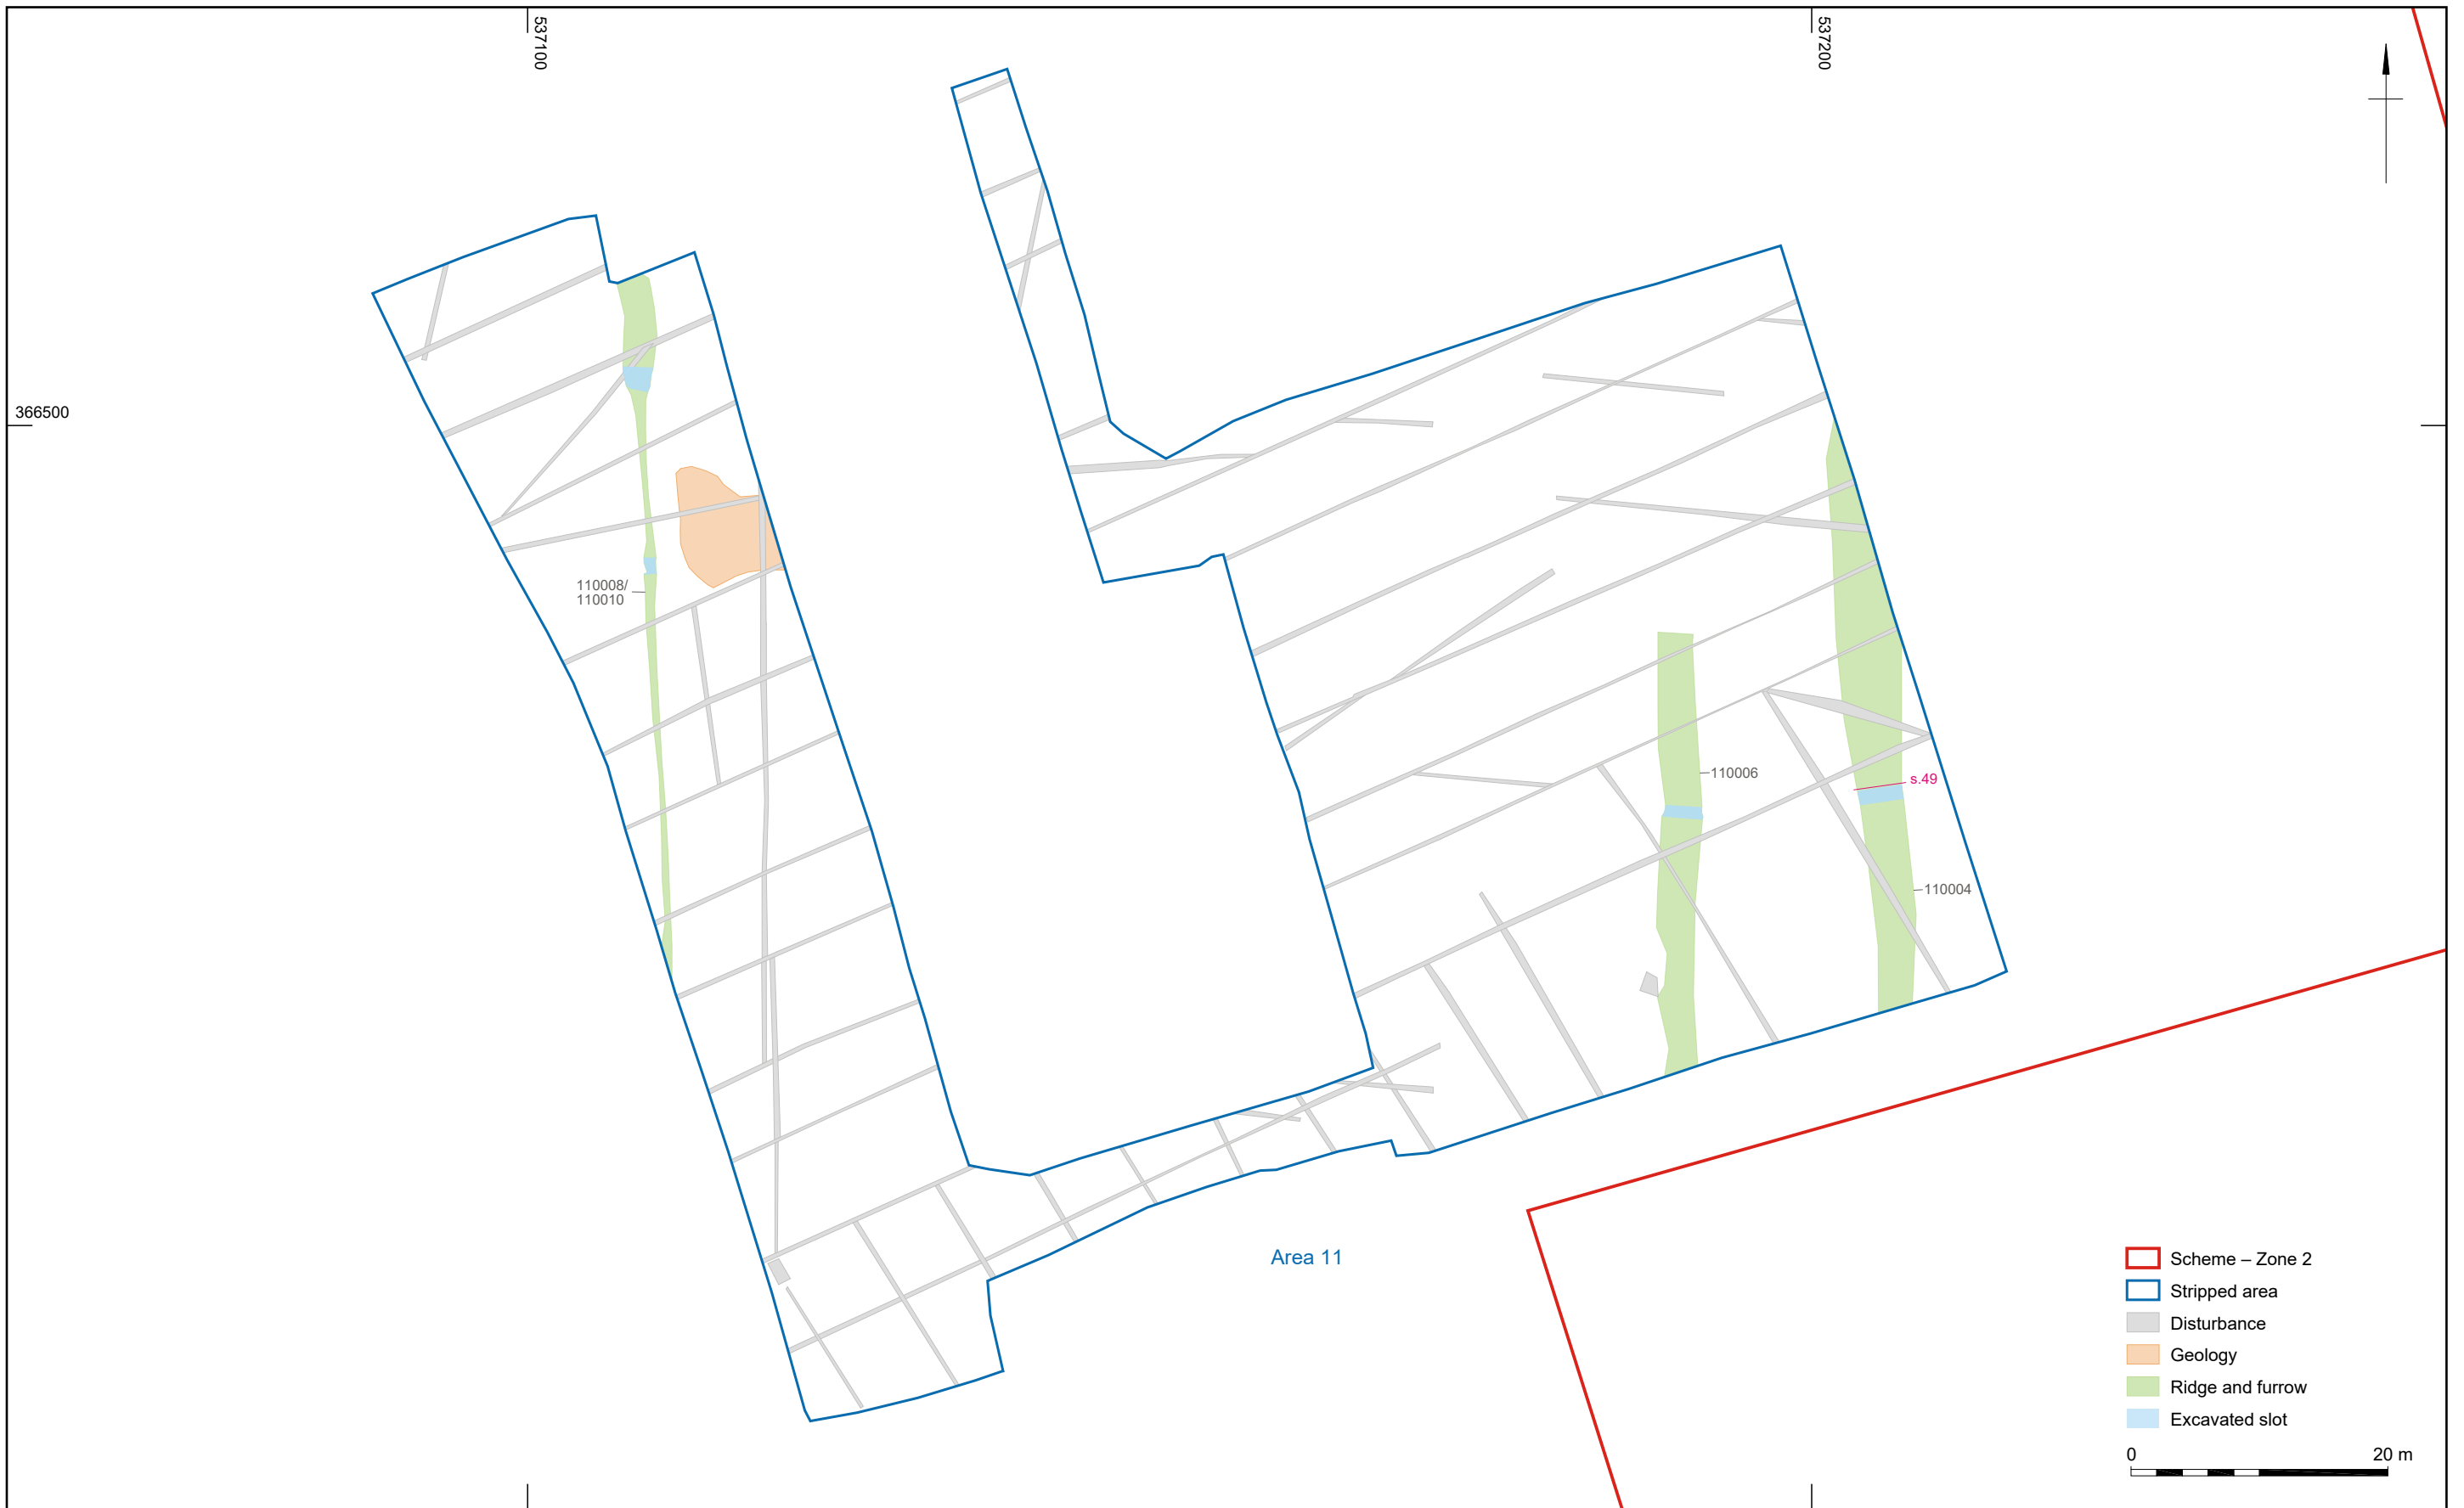 537100
537200
366500
110008/
110010
110006
s.49
110004
Area 11
Scheme – Zone 2
Stripped area
Disturbance
Geology
Ridge and furrow
Excavated slot
0 20 m